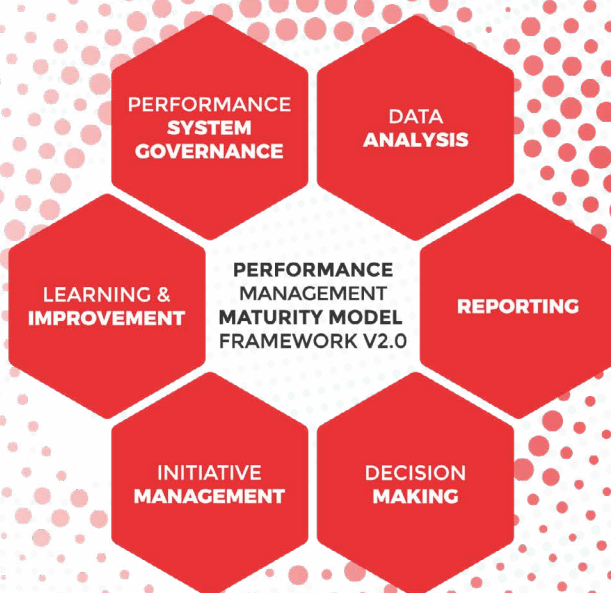 PERFORMANCE
SYSTEM
GOVERNANCE
DATA
ANALYSIS
LEARNING &
IMPROVEMENT
PERFORMANCE
MANAGEMENT
MATURITY MODEL
FRAMEWORK V2.0
REPORTING
INITIATIVE
MANAGEMENT
DECISION
MAKING